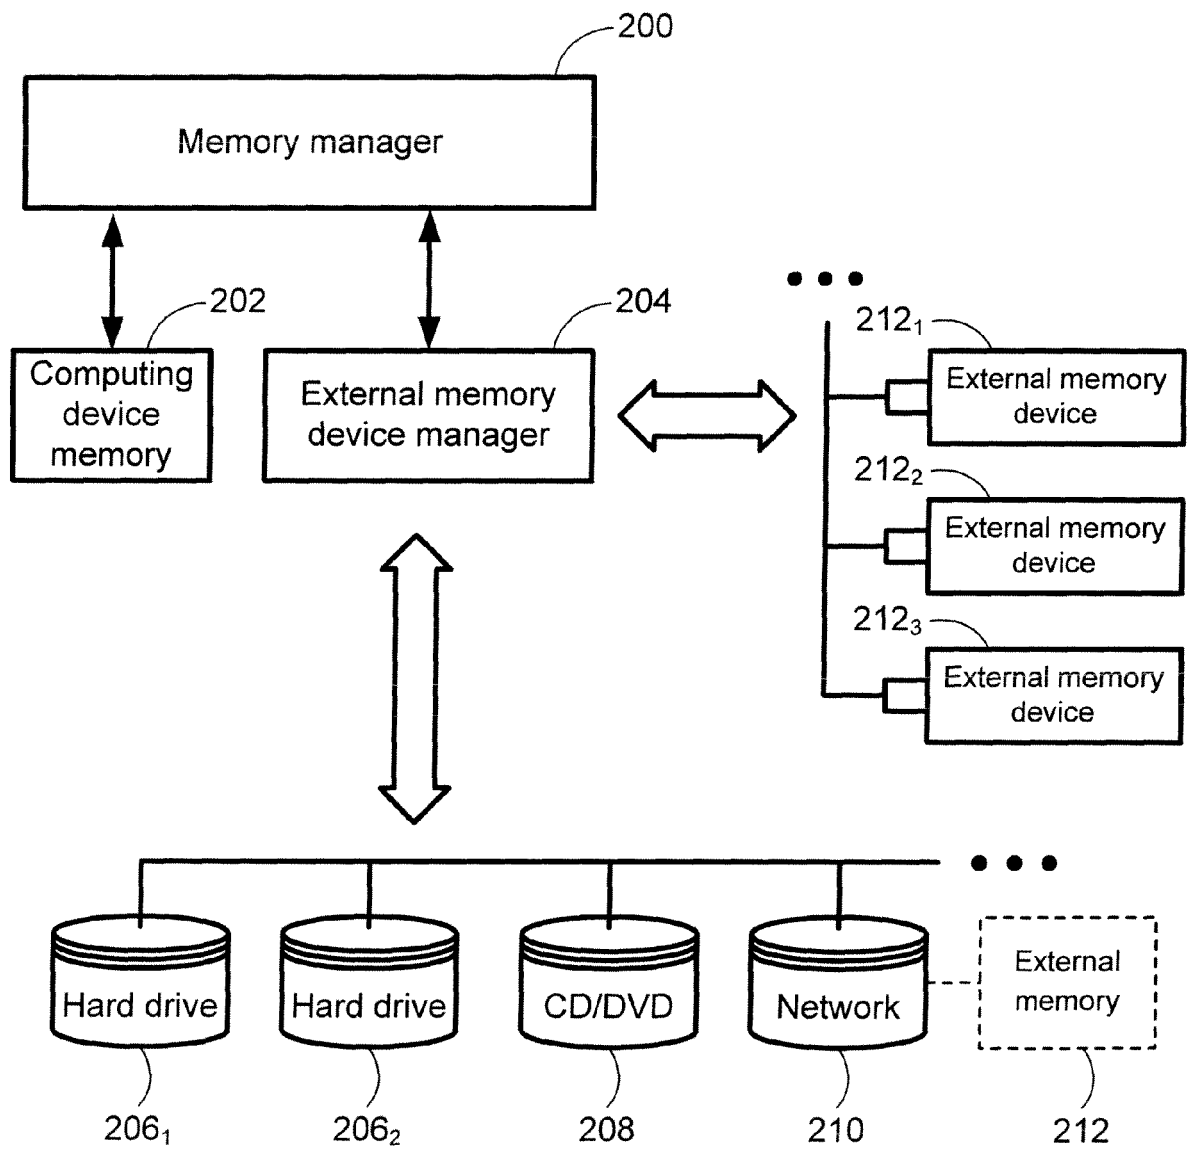 200
Memory manager
202
204
Computing
device
memory
External memory
device manager
212₁
External memory
device
212₂
External memory
device
212₃
External memory
device
Hard drive
Hard drive
CD/DVD
Network
External
memory
206₁
206₂
208
210
212